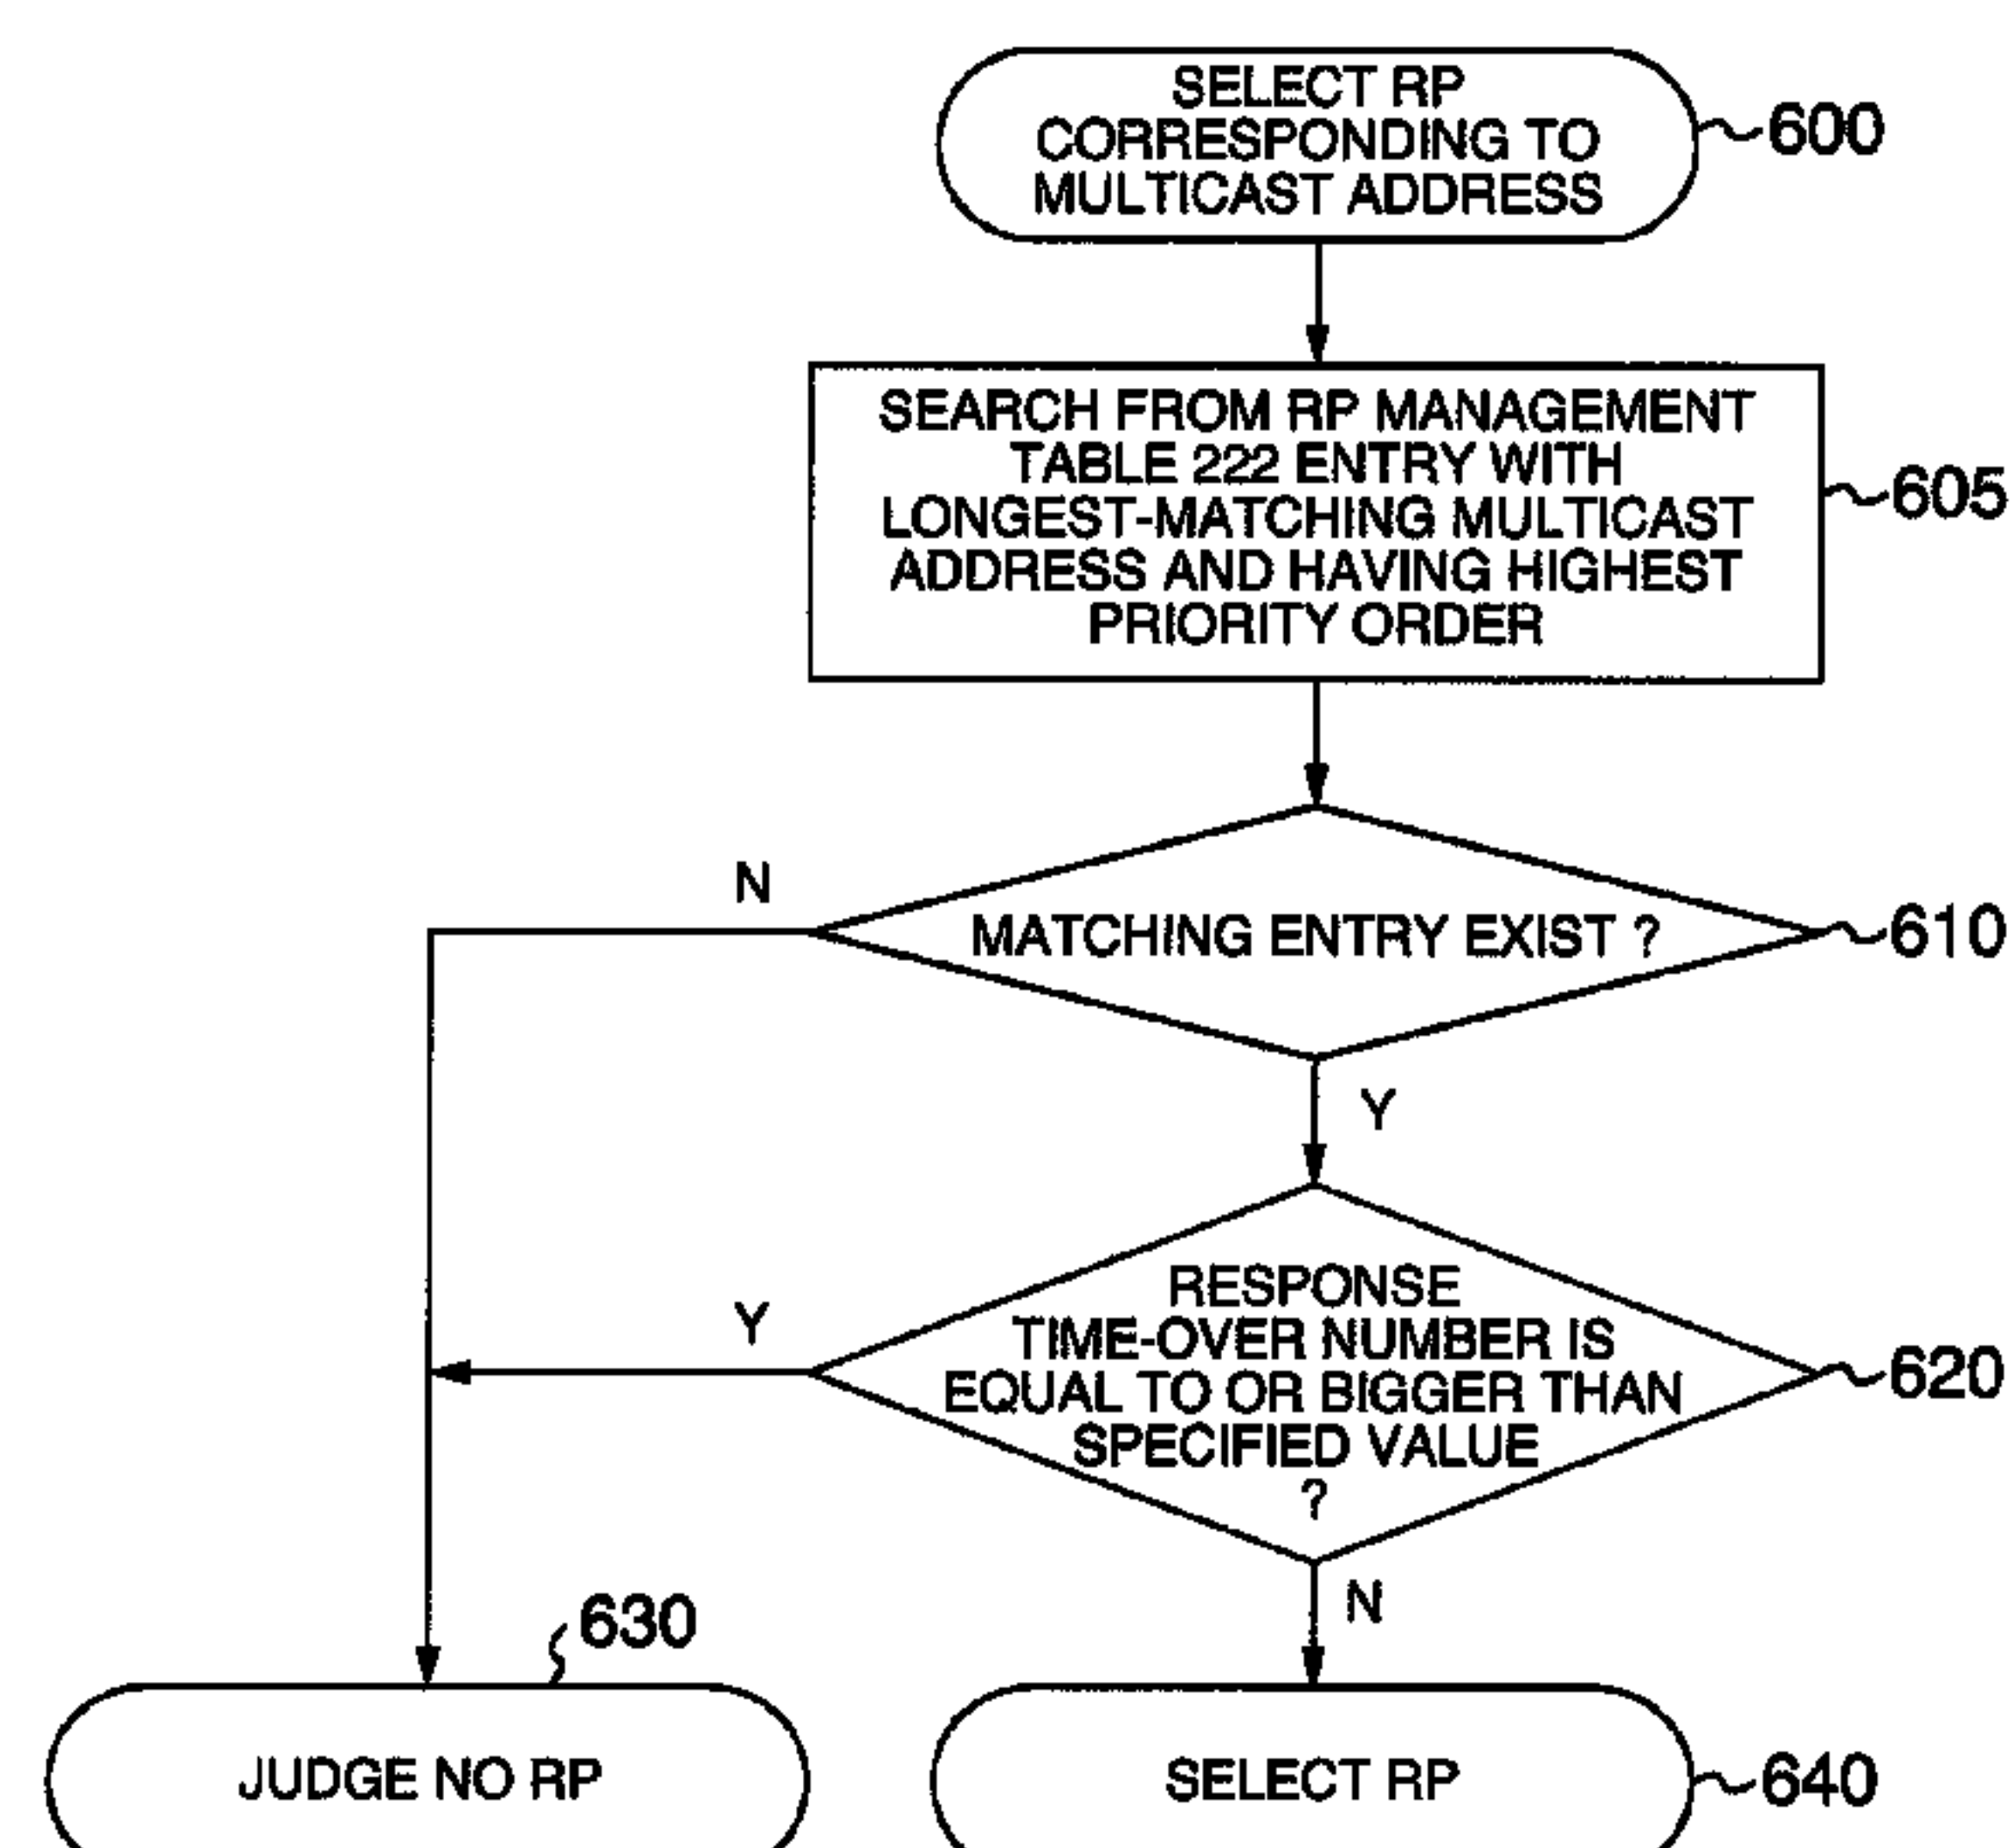 SELECT RP
CORRESPONDING TO
MULTICAST ADDRESS
600
SEARCH FROM RP MANAGEMENT
TABLE 222 ENTRY WITH
LONGEST-MATCHING MULTICAST
ADDRESS AND HAVING HIGHEST
PRIORITY ORDER
605
N
MATCHING ENTRY EXIST ?
610
Y
Y
RESPONSE
TIME-OVER NUMBER IS
EQUAL TO OR BIGGER THAN
SPECIFIED VALUE
?
620
N
630
JUDGE NO RP
SELECT RP
640